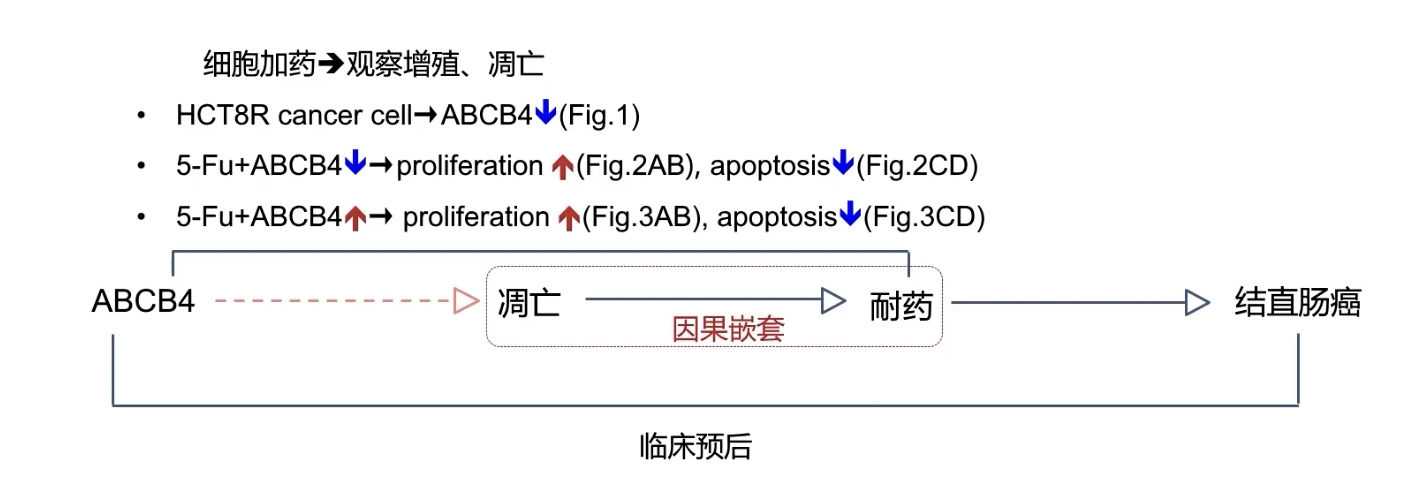 细胞加药➔观察增殖、凋亡
• HCT8R cancer cell→ABCB4↓(Fig.1)
• 5-Fu+ABCB4↓→proliferation ↑(Fig.2AB), apoptosis↓(Fig.2CD)
• 5-Fu+ABCB4↑→ proliferation ↑(Fig.3AB), apoptosis↓(Fig.3CD)
ABCB4 凋亡 耐药 结直肠癌
因果嵌套
临床预后